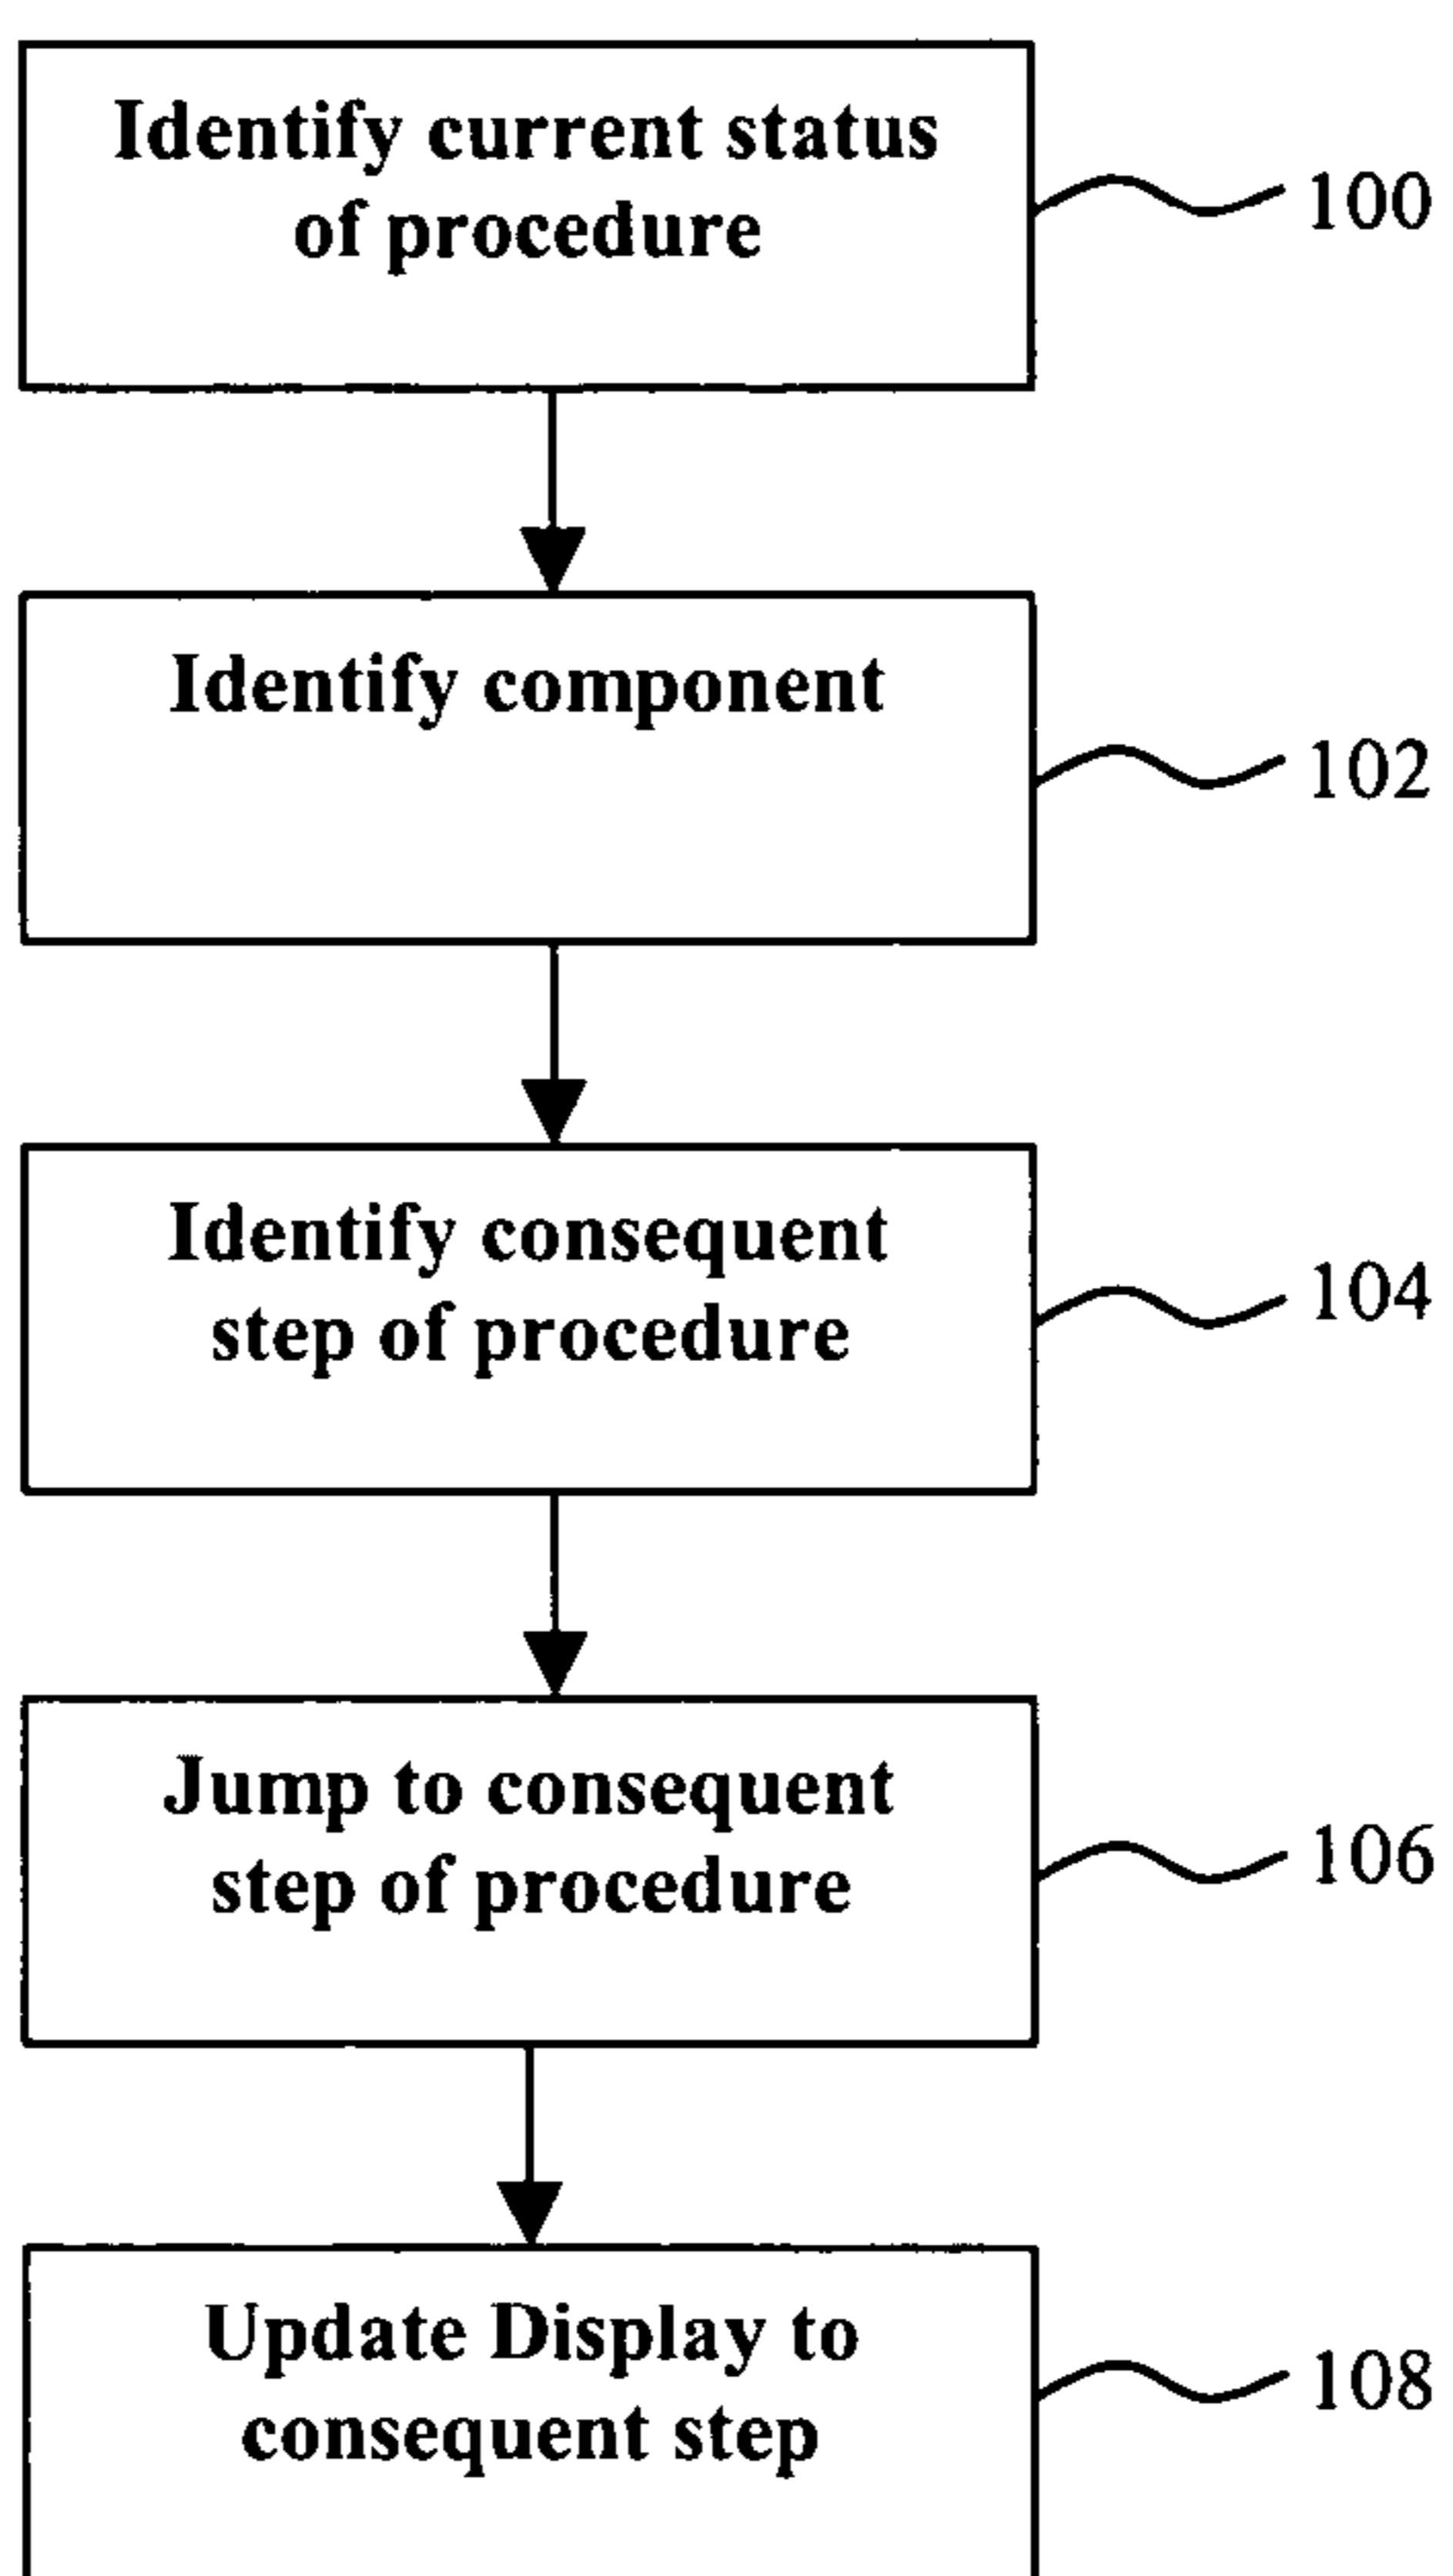 Identify current status
of procedure
100
Identify component
102
Identify consequent
step of procedure
104
Jump to consequent
step of procedure
106
Update Display to
consequent step
108